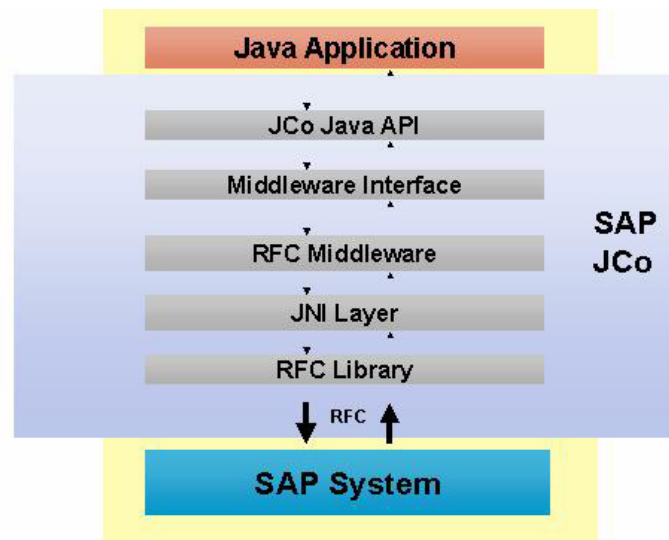 Java Application
JCo Java API
Middleware Interface
SAP
JCo
RFC Middleware
JNI Layer
RFC Library
RFC
SAP System